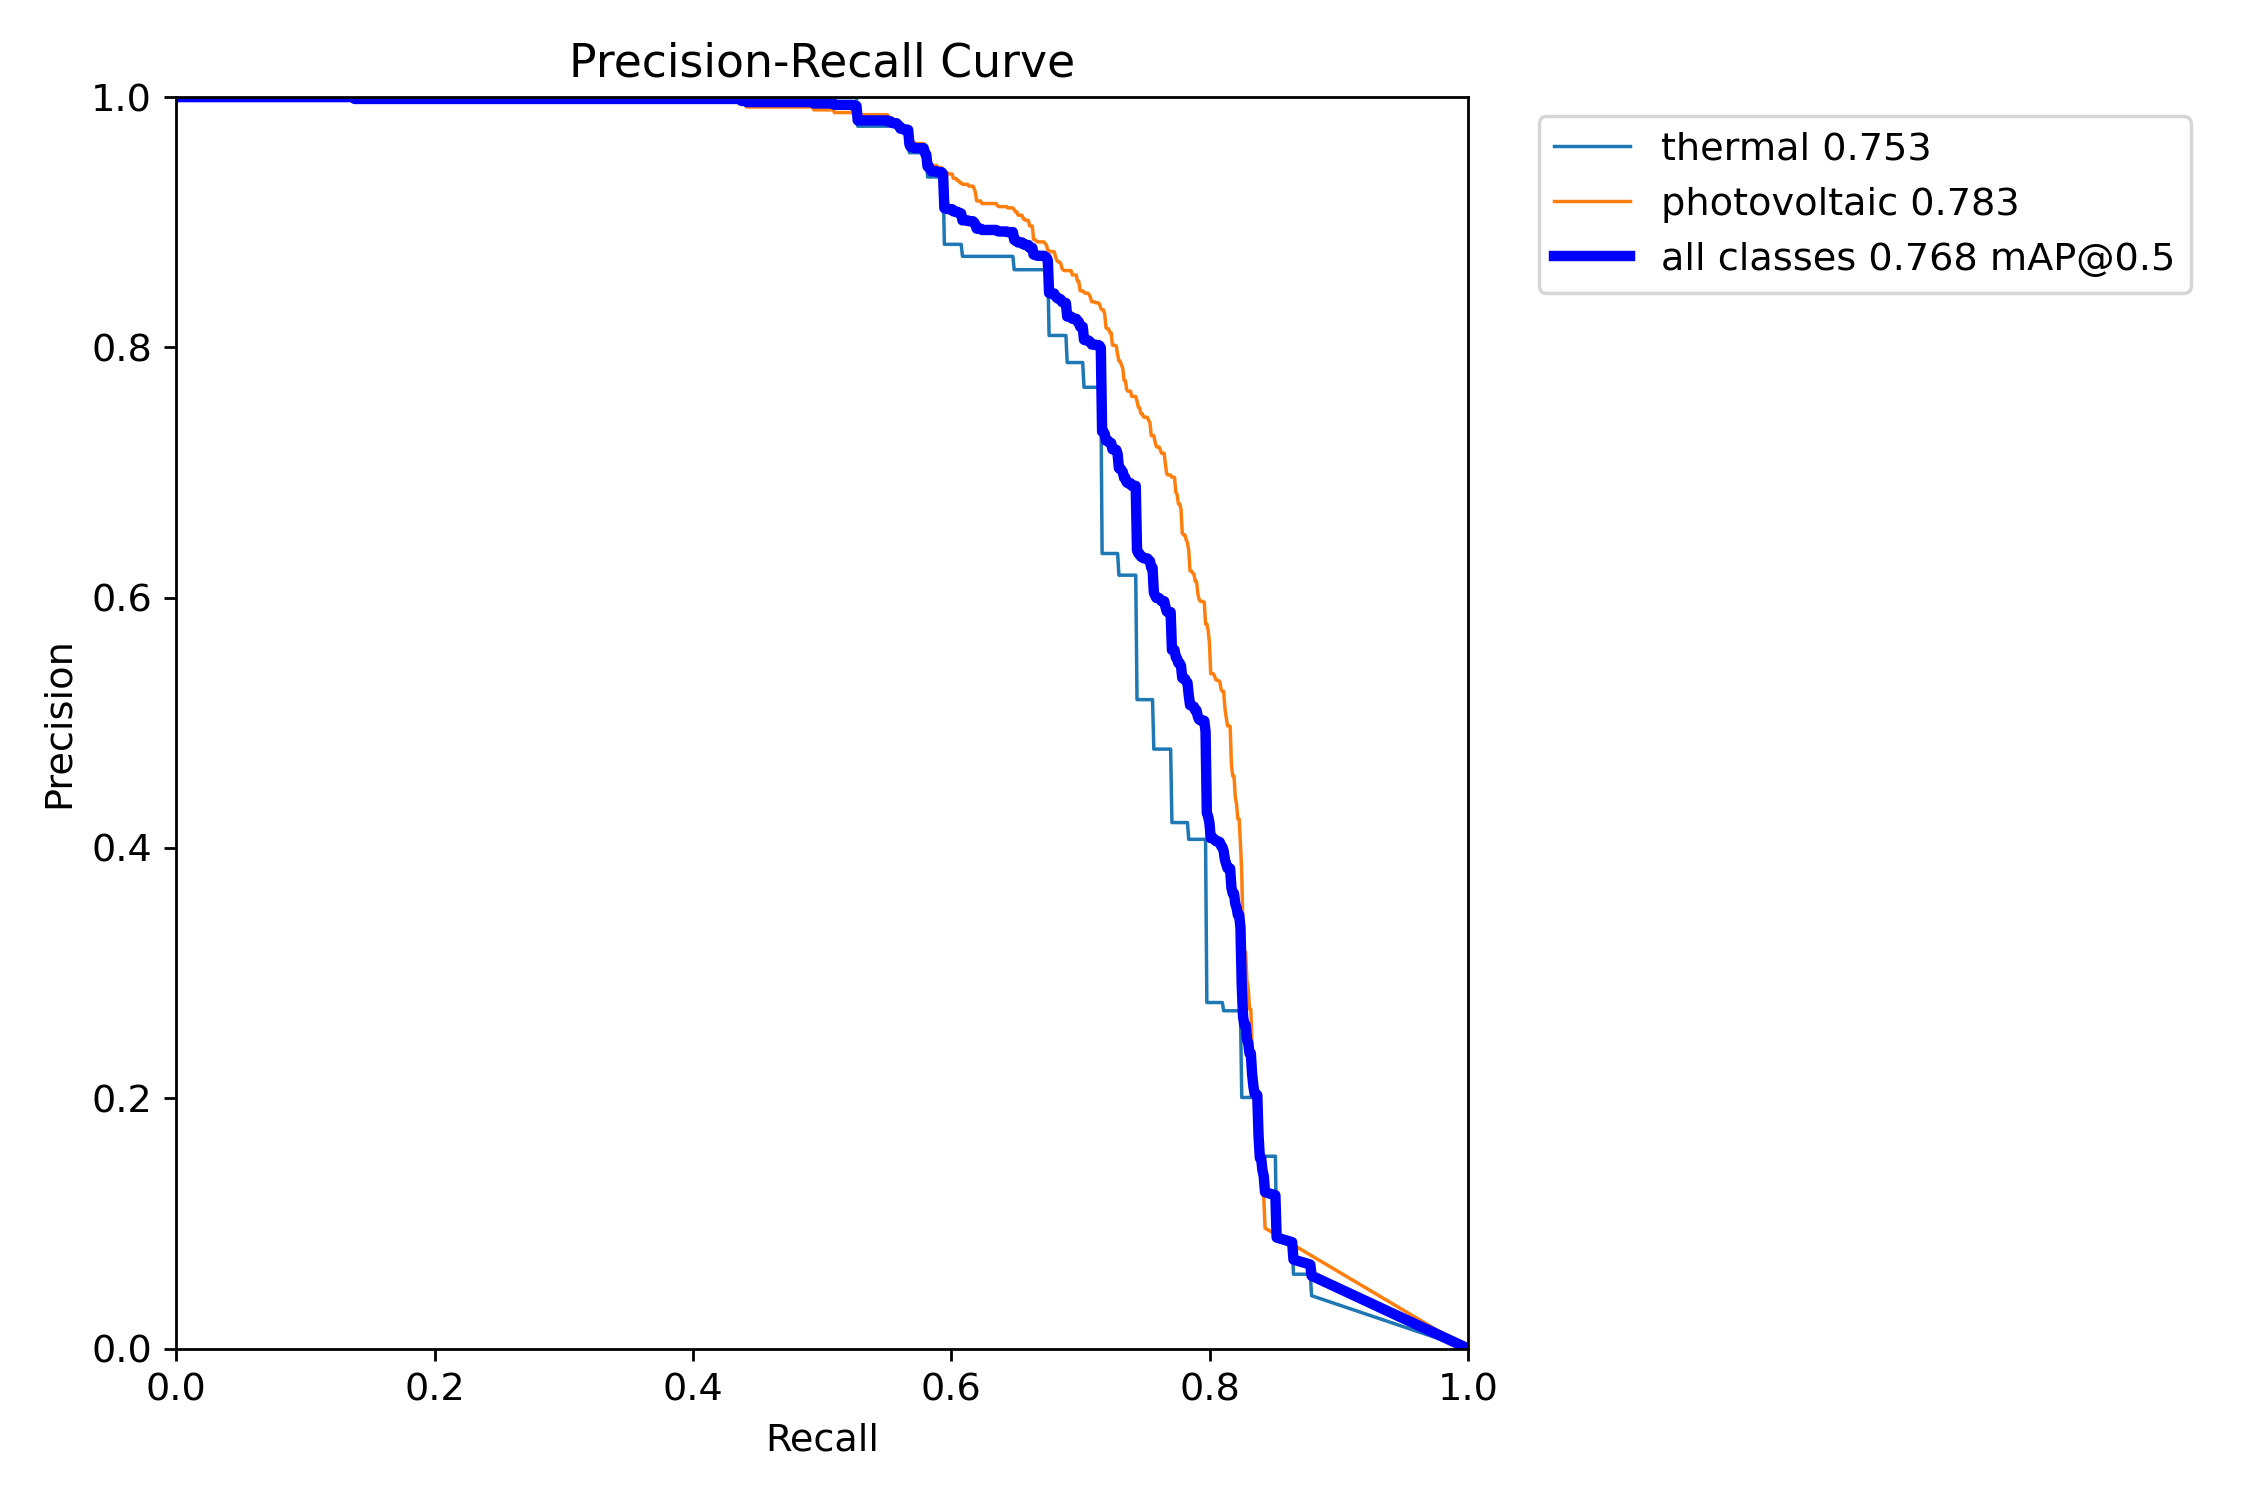 Precision-Recall Curve
1.0
0.8
0.6
0.4
0.2
0.0
Precision
0.0 0.2 0.4 0.6 0.8 1.0
Recall
thermal 0.753
photovoltaic 0.783
all classes 0.768 mAP@0.5